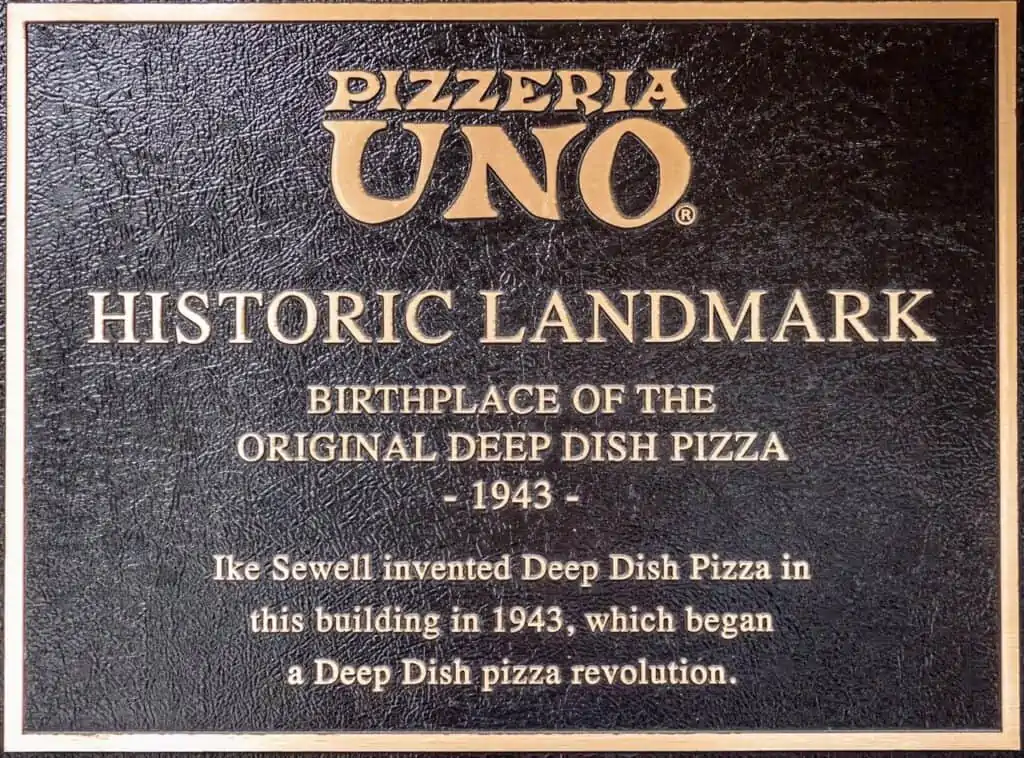 PIZZERIA
UNO®
HISTORIC LANDMARK
BIRTHPLACE OF THE
ORIGINAL DEEP DISH PIZZA
- 1943 -
Ike Sewell invented Deep Dish Pizza in
this building in 1943, which began
a Deep Dish pizza revolution.